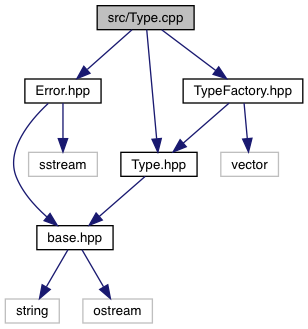 src/Type.cpp
Error.hpp
TypeFactory.hpp
sstream
Type.hpp
vector
base.hpp
string
ostream